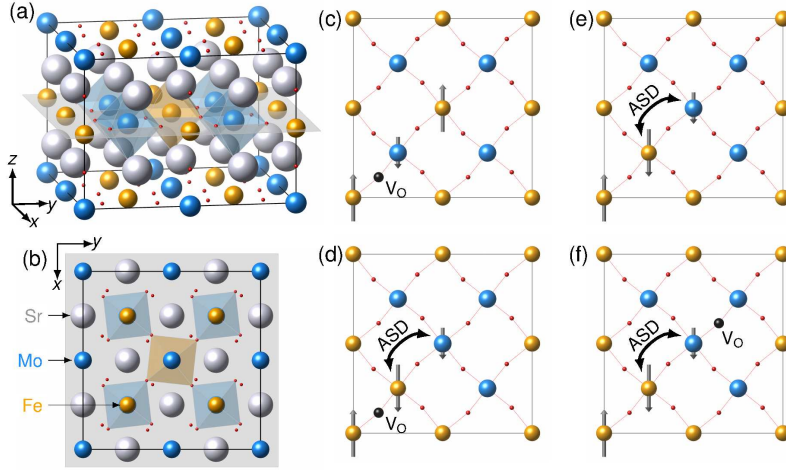 (a)
z
y
x
(b)
y
x
Sr
Mo
Fe
(c)
V_O
(d)
ASD
V_O
(e)
ASD
(f)
ASD
V_O